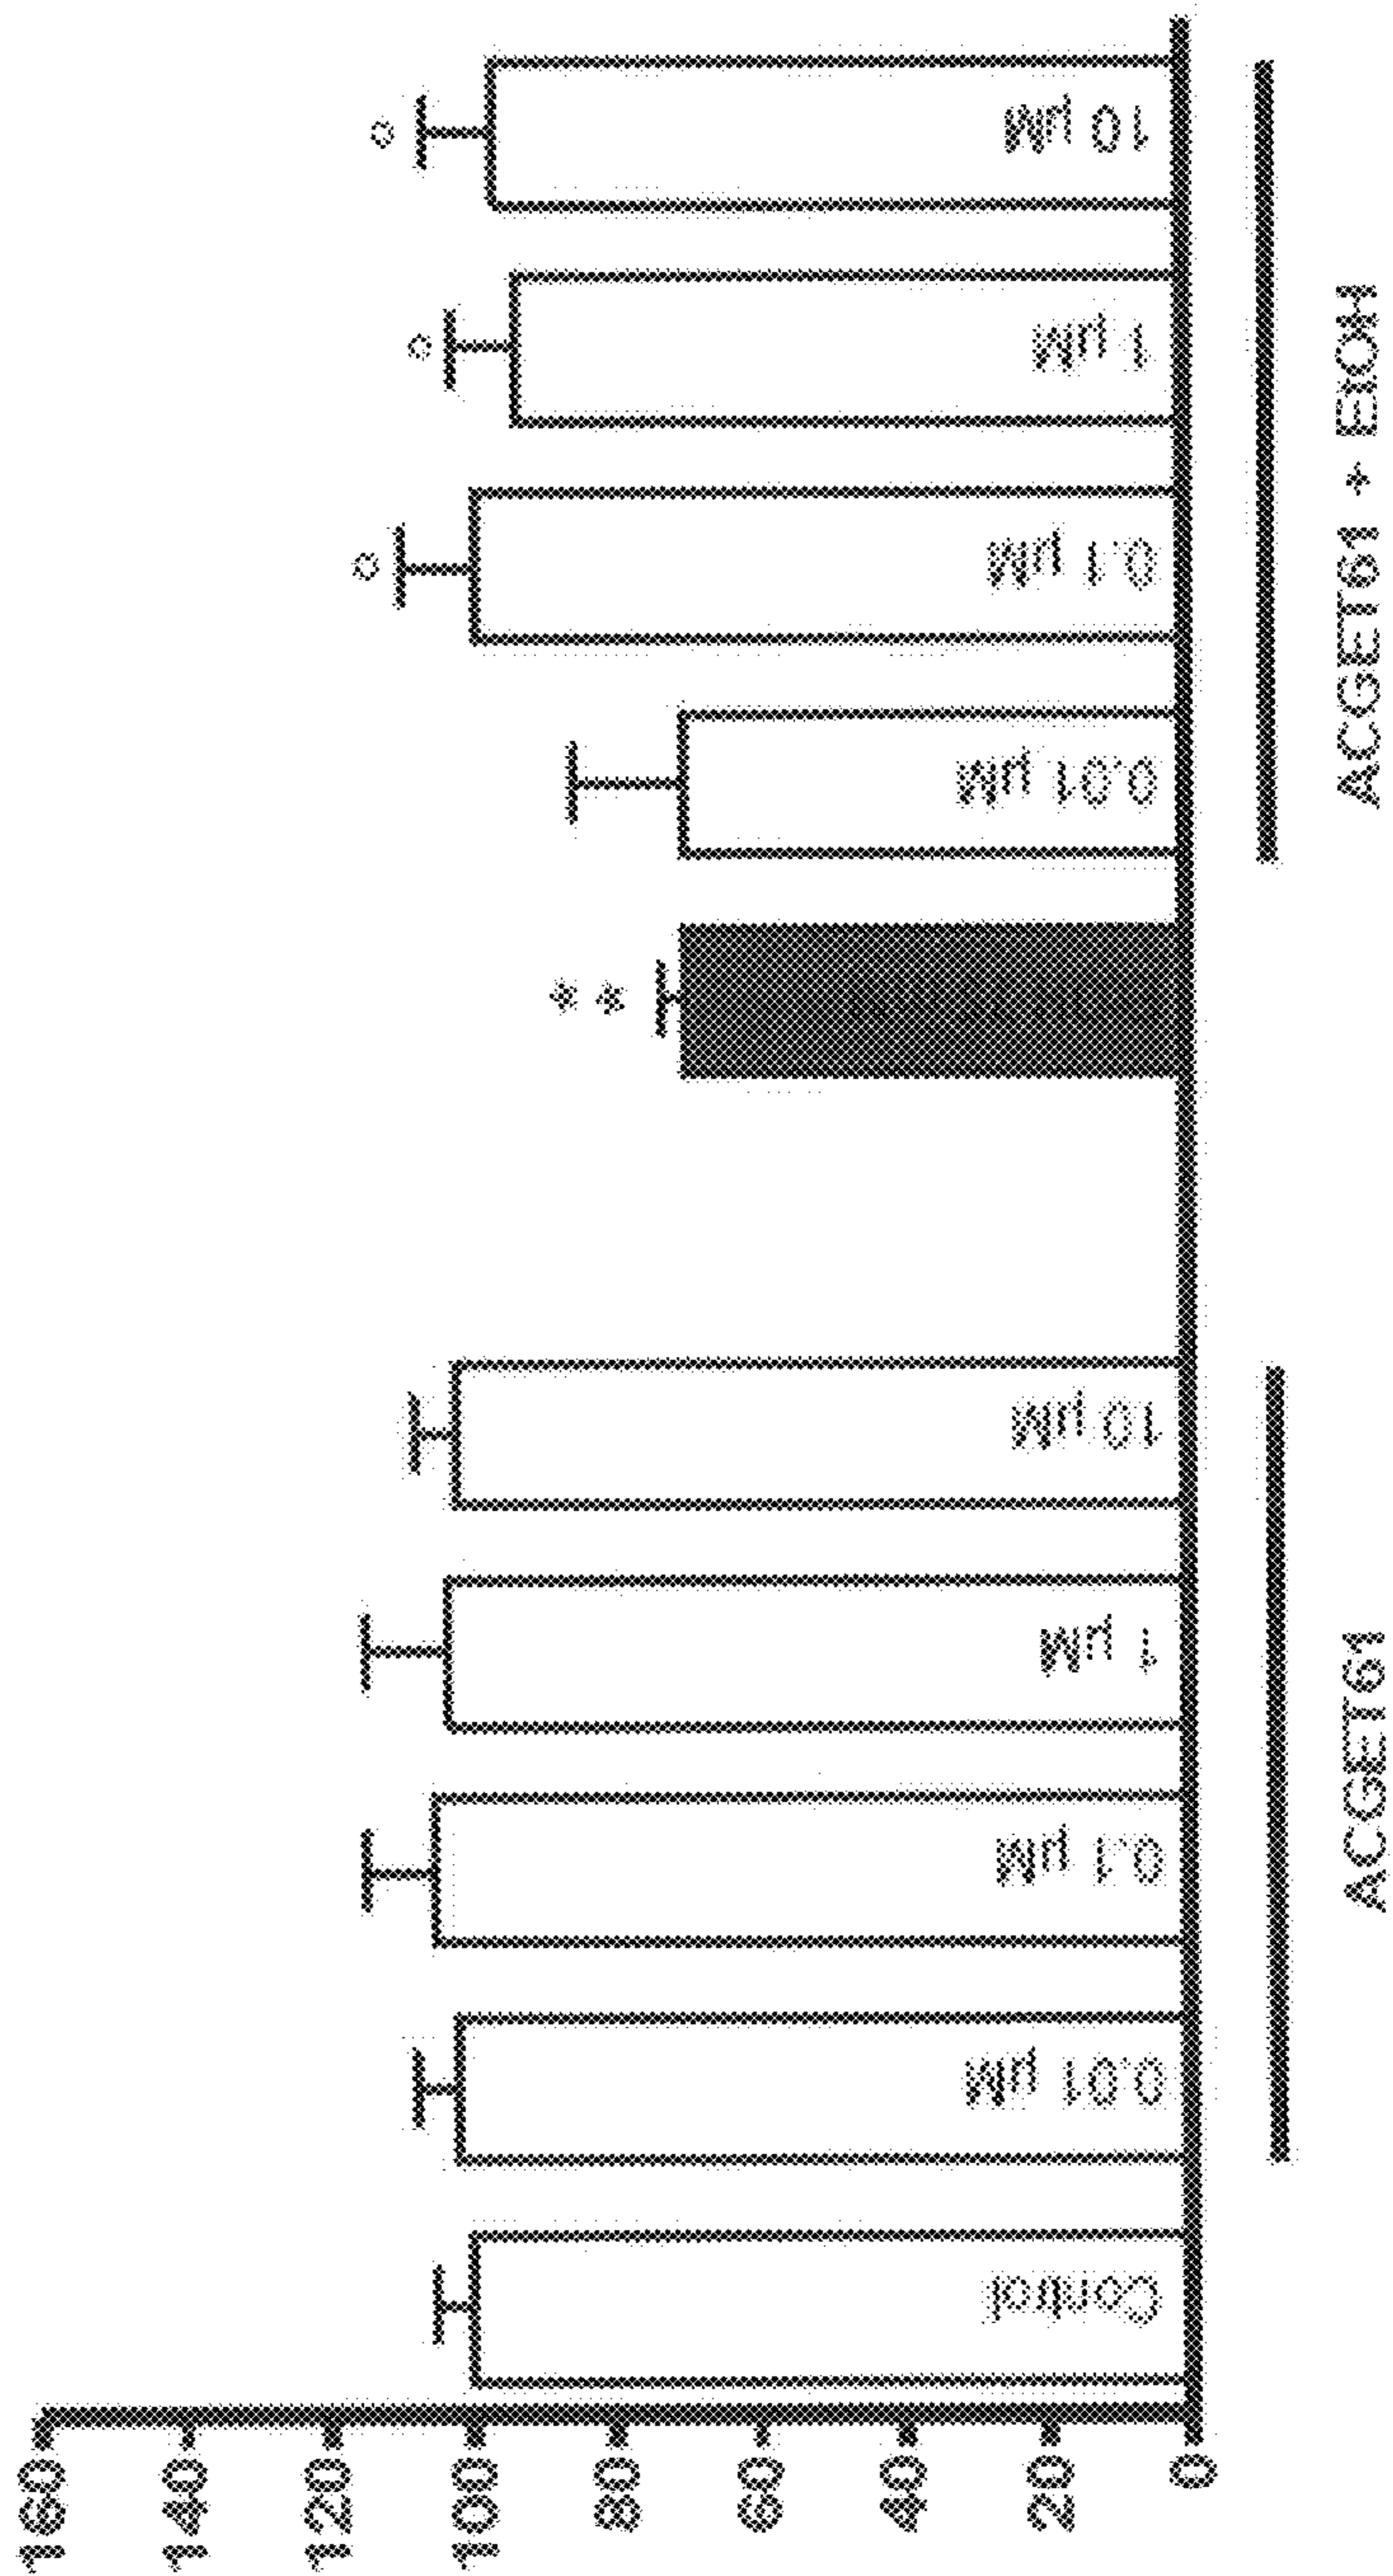 160
140
120
100
80
60
40
20
0
Control
0.01 µM
0.1 µM
1 µM
10 µM
**
0.01 µM
0.1 µM
1 µM
10 µM
ACGET61
ACGET61 + EtOH